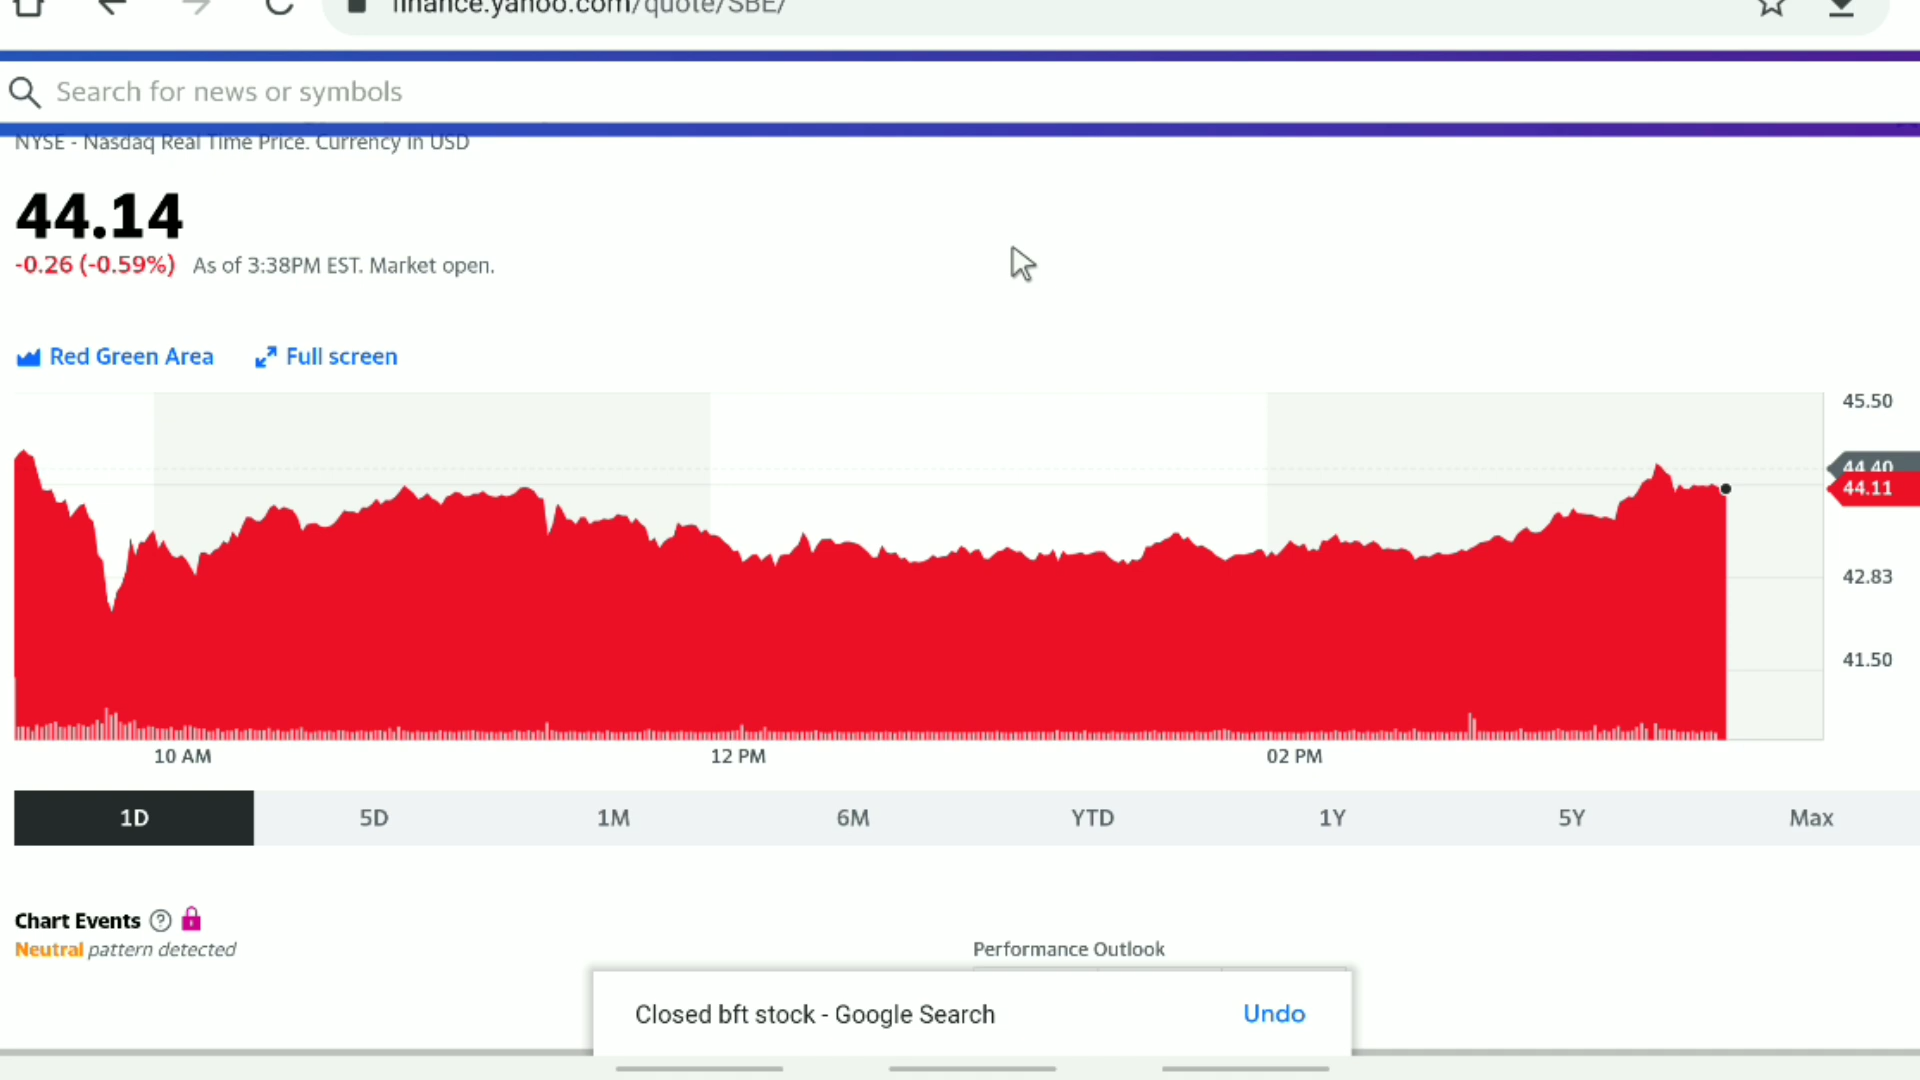 finance.yahoo.com/quote/SBE/
Search for news or symbols
NYSE - Nasdaq Real Time Price. Currency in USD
44.14
-0.26 (-0.59%) As of 3:38PM EST. Market open.
Red Green Area Full screen
45.50
44.40
44.11
42.83
41.50
10 AM 12 PM 02 PM
1D 5D 1M 6M YTD 1Y 5Y Max
Chart Events ?
Neutral pattern detected
Performance Outlook
Closed bft stock - Google Search Undo